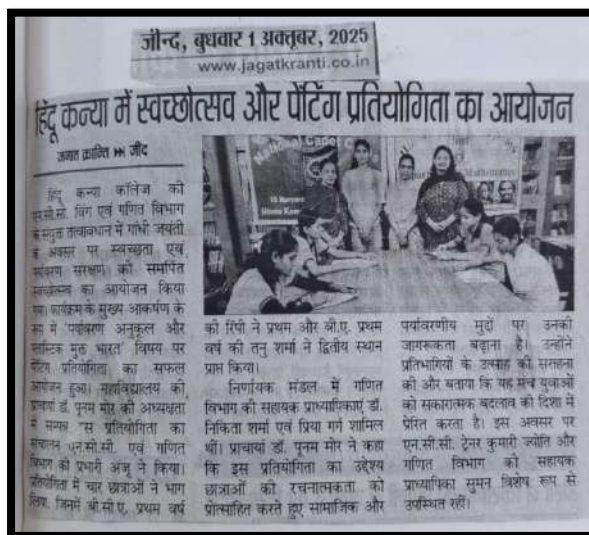 जीन्द, बुधवार 1 अक्तूबर, 2025
www.jagatkranti.co.in
हिंदू कन्या में स्वच्छोत्सव और पेंटिंग प्रतियोगिता का आयोजन
जगत क्रान्ति ▶▶ जींद
हिंदू कन्या कॉलेज की
एन.सी.सी. विंग एवं गणित विभाग
के संयुक्त तत्वावधान में गांधी जयंती
के अवसर पर स्वच्छता एवं
पर्यावरण संरक्षण को समर्पित
स्वच्छोत्सव का आयोजन किया
गया। कार्यक्रम के मुख्य आकर्षण के
रूप में 'पर्यावरण अनुकूल और
प्लास्टिक मुक्त भारत' विषय पर
पेंटिंग प्रतियोगिता का सफल
आयोजन हुआ। महाविद्यालय की
प्राचार्या डॉ. पूनम मोर की अध्यक्षता
में सम्पन्न इस प्रतियोगिता का
संचालन एन.सी.सी. एवं गणित
विभाग की प्रभारी अंजू ने किया।
प्रतियोगिता में चार छात्राओं ने भाग
लिया, जिनमें बी.सी.ए. प्रथम वर्ष
National Cadet
की रिंपी ने प्रथम और बी.ए. प्रथम
वर्ष की तनु शर्मा ने द्वितीय स्थान
प्राप्त किया।
निर्णायक मंडल में गणित
विभाग की सहायक प्राध्यापिकाएं डॉ.
निकिता शर्मा एवं प्रिया गर्ग शामिल
थीं। प्राचार्या डॉ. पूनम मोर ने कहा
कि इस प्रतियोगिता का उद्देश्य
छात्राओं की रचनात्मकता को
प्रोत्साहित करते हुए सामाजिक और
पर्यावरणीय मुद्दों पर उनकी
जागरूकता बढ़ाना है। उन्होंने
प्रतिभागियों के उत्साह की सराहना
की और बताया कि यह मंच युवाओं
को सकारात्मक बदलाव की दिशा में
प्रेरित करता है। इस अवसर पर
एन.सी.सी. ट्रेनर कुमारी ज्योति और
गणित विभाग की सहायक
प्राध्यापिका सुमन विशेष रूप से
उपस्थित रहीं।